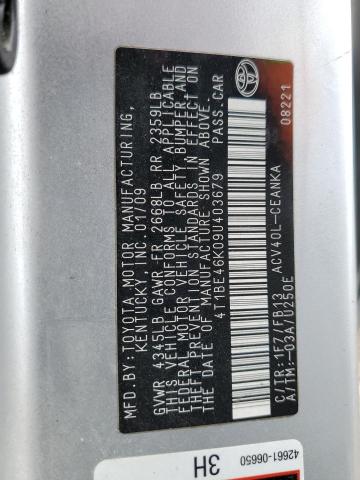 MFD.BY:TOYOTA MOTOR MANUFACTURING,
KENTUCKY, INC. 01/09
GVWR 4345LB GAWR-FR 2668LB RR 2359LB
THIS VEHICLE CONFORMS TO ALL APPLICABLE
FEDERAL MOTOR VEHICLE SAFETY, BUMPER, AND
THEFT PREVENTION STANDARDS IN EFFECT ON
THE DATE OF MANUFACTURE SHOWN ABOVE.
4T1BE46K09U403679 PASS.CAR
ACV40L-CEANKA 08221
C/TR:1F7/FB13
A/TM:-03A/U250E
42661-06650
3H